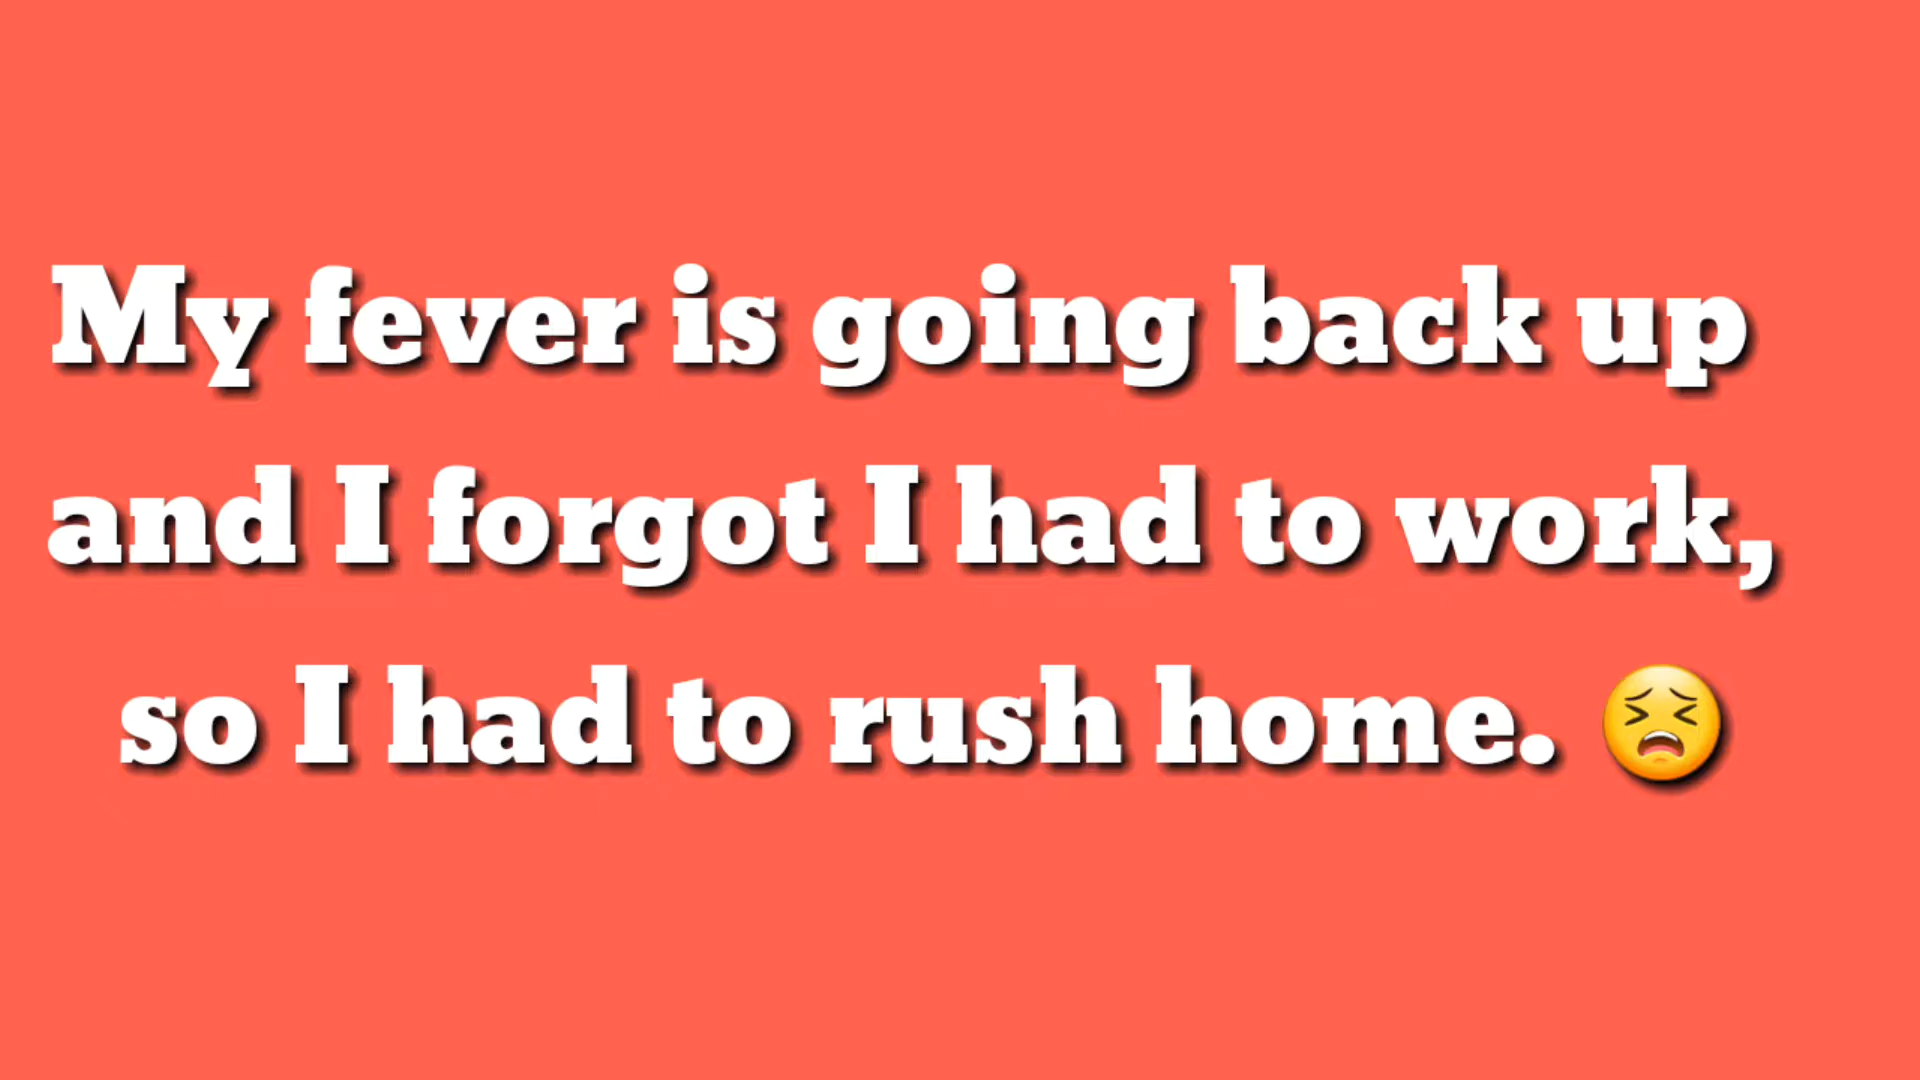 My fever is going back up
and I forgot I had to work,
so I had to rush home. 😣